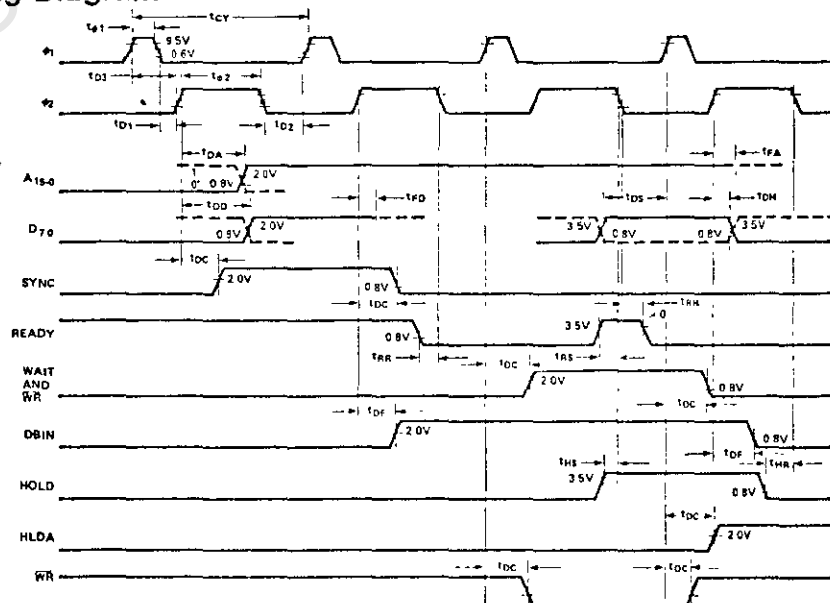 tφ1 tCY
φ1 9.5V
0.6V
tD3 tφ2
φ2
tD1 tD2
tDA tFA
A15-0 0.8V 2.0V
tDD tFD tDS tDH
D7-0 0.8V 2.0V 3.5V 0.8V 0.8V 3.5V
tDC
SYNC 2.0V 0.8V
tDC tRH
READY 0.8V 3.5V 0
tRR tDC tRS
WAIT
AND
WR 2.0V 0.8V
tDF tDC
DBIN 2.0V 0.8V
tHS tDF tHR
HOLD 3.5V 0.8V
tDC
HLDA 2.0V
tDC tDC
WR